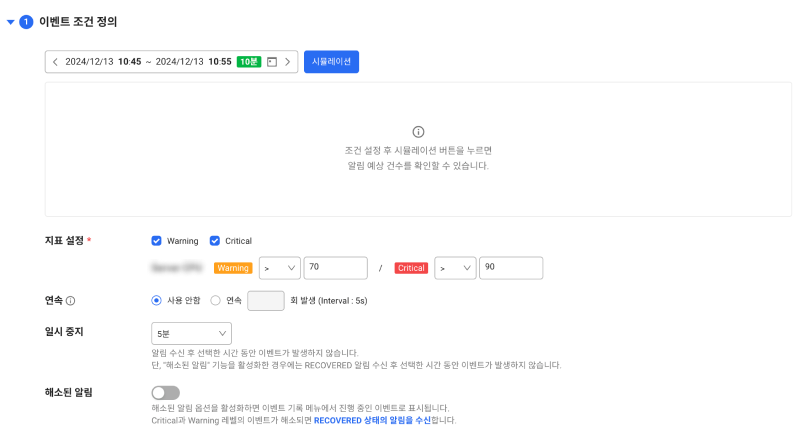 1 이벤트 조건 정의
2024/12/13 10:45 ~ 2024/12/13 10:55 10분 시뮬레이션
조건 설정 후 시뮬레이션 버튼을 누르면
알림 예상 건수를 확인할 수 있습니다.
지표 설정 * Warning Critical
Warning > 70 / Critical > 90
연속 사용 안함 연속 회 발생 (Interval : 5s)
일시 중지 5분
알림 수신 후 선택한 시간 동안 이벤트가 발생하지 않습니다.
단, "해소된 알림" 기능을 활성화한 경우에는 RECOVERED 알림 수신 후 선택한 시간 동안 이벤트가 발생하지 않습니다.
해소된 알림
해소된 알림 옵션을 활성화하면 이벤트 기록 메뉴에서 진행 중인 이벤트로 표시됩니다.
Critical과 Warning 레벨의 이벤트가 해소되면 RECOVERED 상태의 알림을 수신합니다.